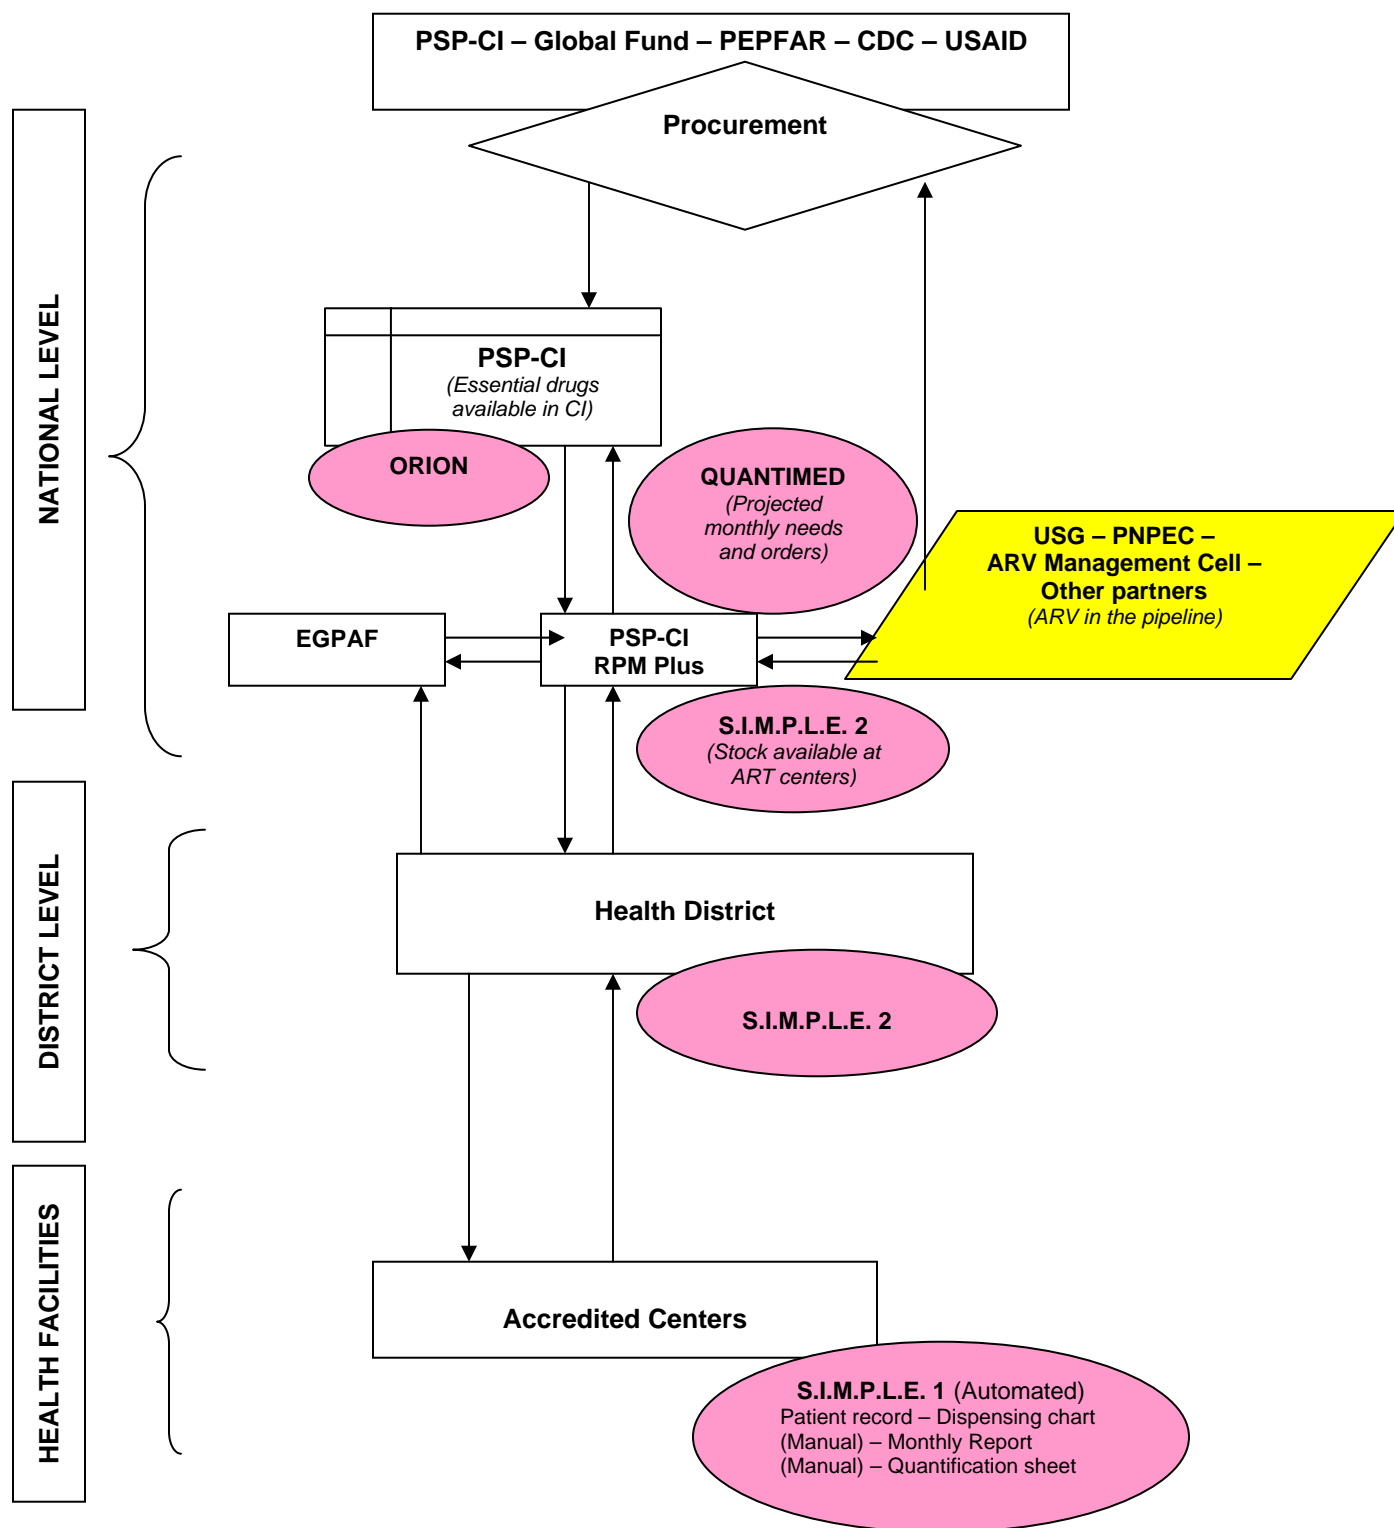 PSP-CI – Global Fund – PEPFAR – CDC – USAID
Procurement
NATIONAL LEVEL
PSP-CI
(Essential drugs
available in CI)
ORION
QUANTIMED
(Projected
monthly needs
and orders)
USG – PNPEC –
ARV Management Cell –
Other partners
(ARV in the pipeline)
EGPAF
PSP-CI
RPM Plus
S.I.M.P.L.E. 2
(Stock available at
ART centers)
DISTRICT LEVEL
Health District
S.I.M.P.L.E. 2
HEALTH FACILITIES
Accredited Centers
S.I.M.P.L.E. 1 (Automated)
Patient record – Dispensing chart
(Manual) – Monthly Report
(Manual) – Quantification sheet